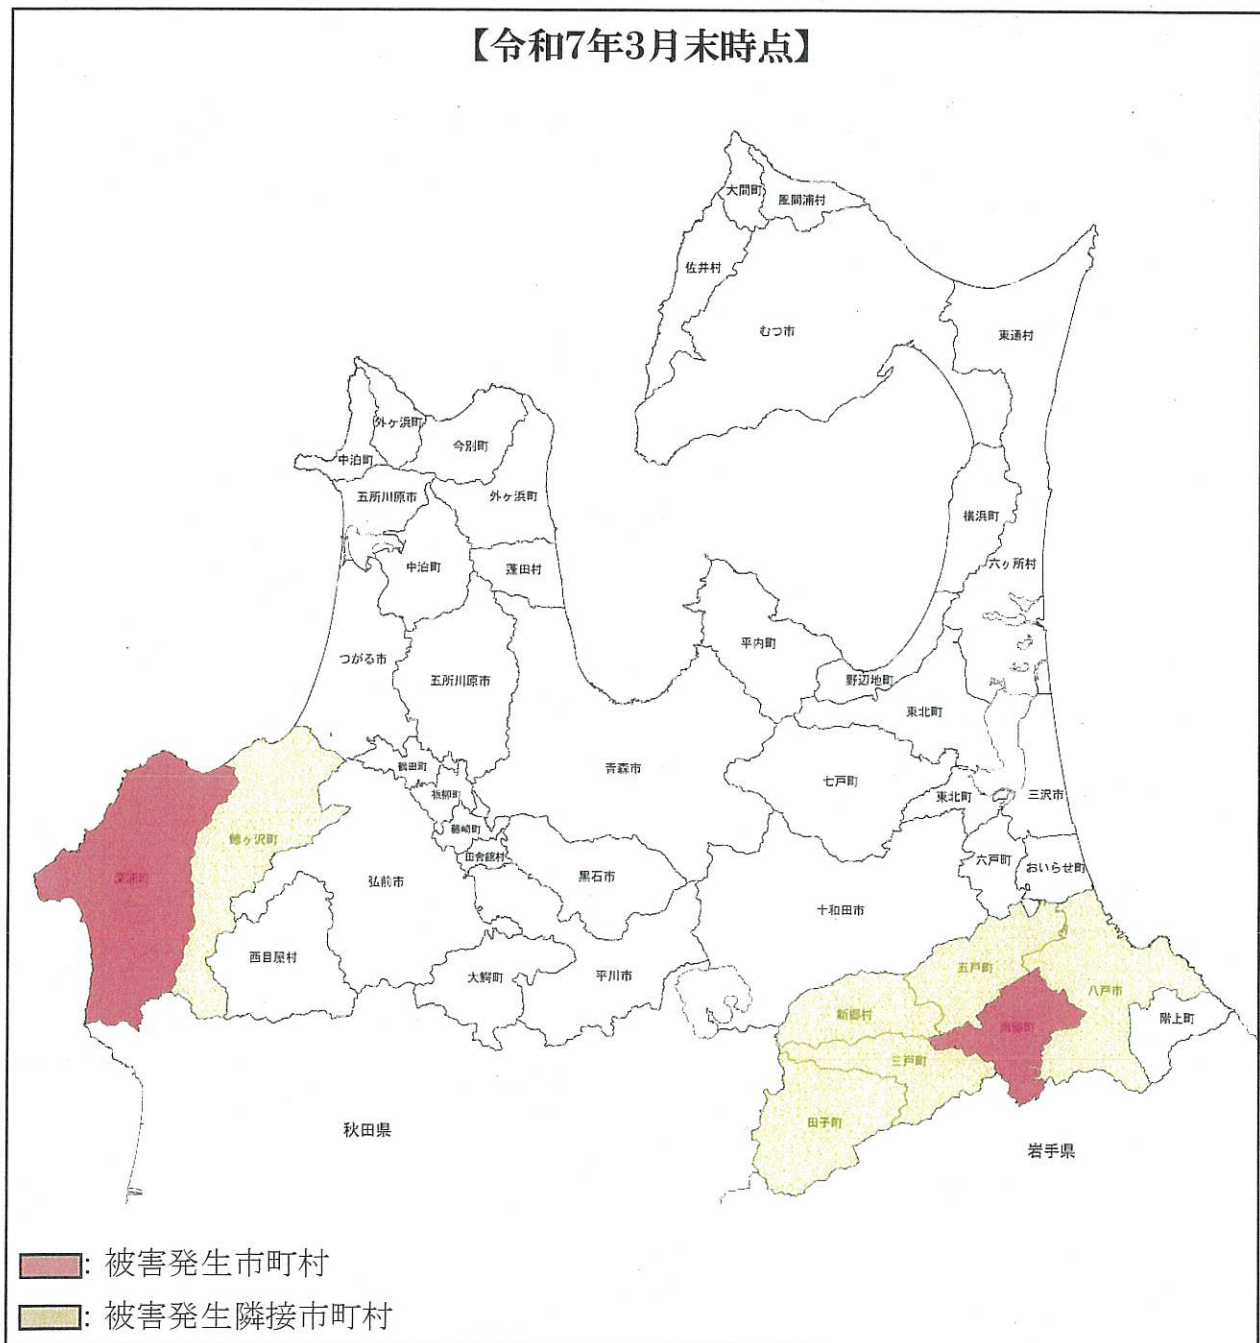 【令和7年3月末時点】
大間町
風間浦村
佐井村
むつ市
東通村
外ヶ浜町
今別町
中泊町
五所川原市
外ヶ浜町
横浜町
中泊町
蓬田村
六ヶ所村
平内町
つがる市
五所川原市
野辺地町
東北町
鶴田町
青森市
七戸町
板柳町
東北町
三沢市
藤崎町
鰺ヶ沢町
田舎館村
六戸町
おいらせ町
深浦町
弘前市
黒石市
十和田市
西目屋村
大鰐町
平川市
五戸町
八戸市
新郷村
階上町
南部町
三戸町
田子町
秋田県
岩手県
: 被害発生市町村
: 被害発生隣接市町村